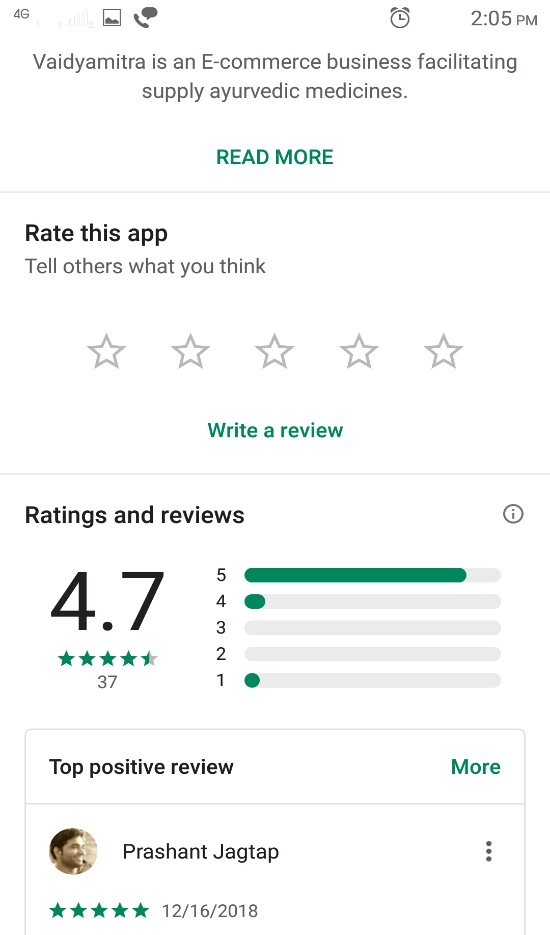 4G
2:05 PM
Vaidyamitra is an E-commerce business facilitating
supply ayurvedic medicines.
READ MORE
Rate this app
Tell others what you think
Write a review
Ratings and reviews
4.7
37
5
4
3
2
1
Top positive review
More
Prashant Jagtap
12/16/2018